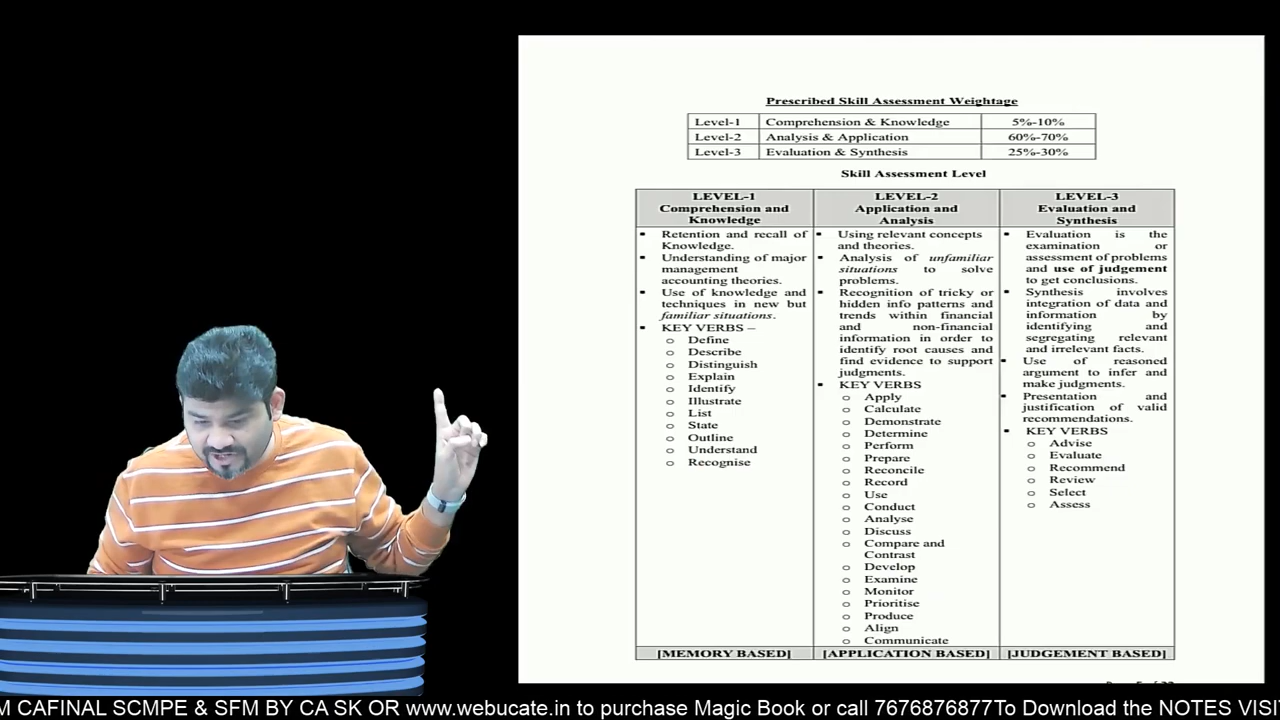 Prescribed Skill Assessment Weightage
Level-1 Comprehension & Knowledge 5%-10%
Level-2 Analysis & Application 60%-70%
Level-3 Evaluation & Synthesis 25%-30%
Skill Assessment Level
LEVEL-1
Comprehension and
Knowledge
▪ Retention and recall of
Knowledge.
▪ Understanding of major
management
accounting theories.
▪ Use of knowledge and
techniques in new but
familiar situations.
▪ KEY VERBS –
o Define
o Describe
o Distinguish
o Explain
o Identify
o Illustrate
o List
o State
o Outline
o Understand
o Recognise
[MEMORY BASED]
LEVEL-2
Application and
Analysis
▪ Using relevant concepts
and theories.
▪ Analysis of unfamiliar
situations to solve
problems.
▪ Recognition of tricky or
hidden info patterns and
trends within financial
and non-financial
information in order to
identify root causes and
find evidence to support
judgments.
▪ KEY VERBS
o Apply
o Calculate
o Demonstrate
o Determine
o Perform
o Prepare
o Reconcile
o Record
o Use
o Conduct
o Analyse
o Discuss
o Compare and
Contrast
o Develop
o Examine
o Monitor
o Prioritise
o Produce
o Align
o Communicate
[APPLICATION BASED]
LEVEL-3
Evaluation and
Synthesis
▪ Evaluation is the
examination or
assessment of problems
and use of judgement
to get conclusions.
▪ Synthesis involves
integration of data and
information by
identifying and
segregating relevant
and irrelevant facts.
▪ Use of reasoned
argument to infer and
make judgments.
▪ Presentation and
justification of valid
recommendations.
▪ KEY VERBS
o Advise
o Evaluate
o Recommend
o Review
o Select
o Assess
[JUDGEMENT BASED]
M CAFINAL SCMPE & SFM BY CA SK OR www.webucate.in to purchase Magic Book or call 7676876877To Download the NOTES VISI